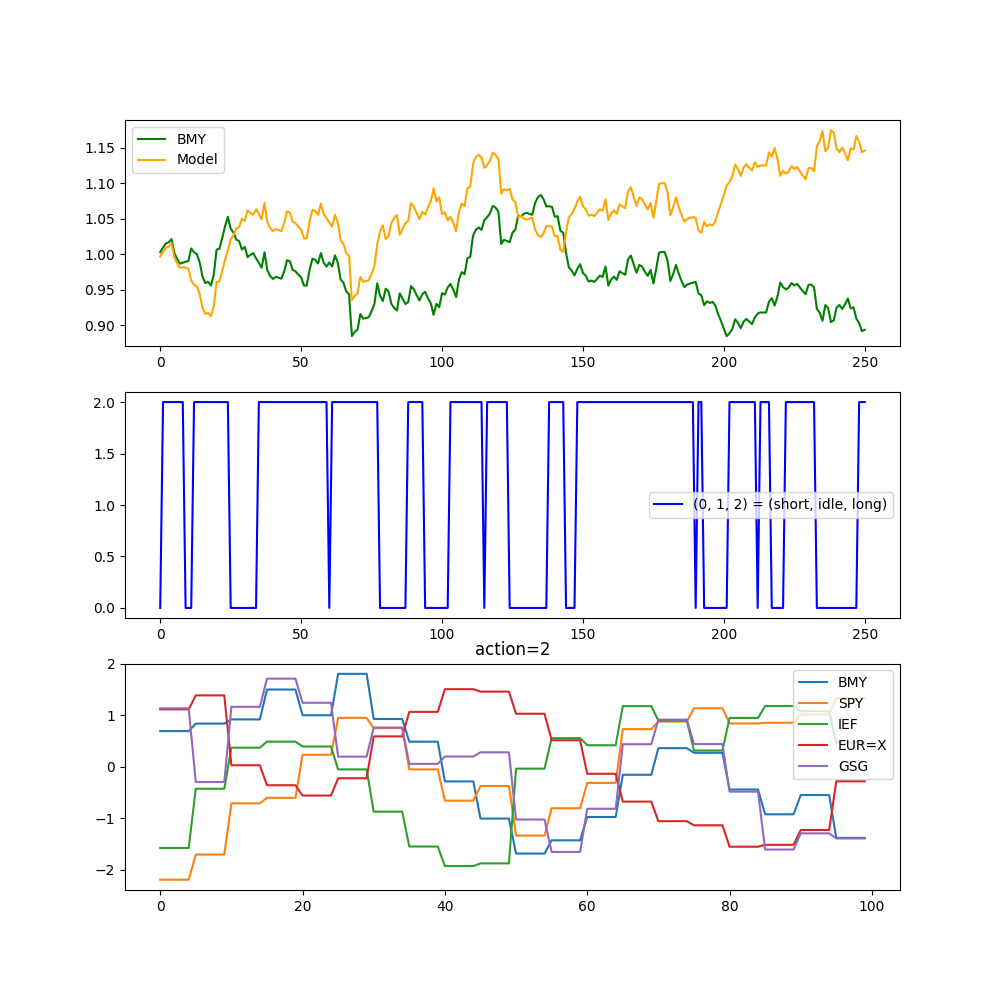 BMY
Model
1.15
1.10
1.05
1.00
0.95
0.90
0 50 100 150 200 250
2.0
1.5
1.0
0.5
0.0
(0, 1, 2) = (short, idle, long)
0 50 100 150 200 250
action=2
2
1
0
−1
−2
BMY
SPY
IEF
EUR=X
GSG
0 20 40 60 80 100